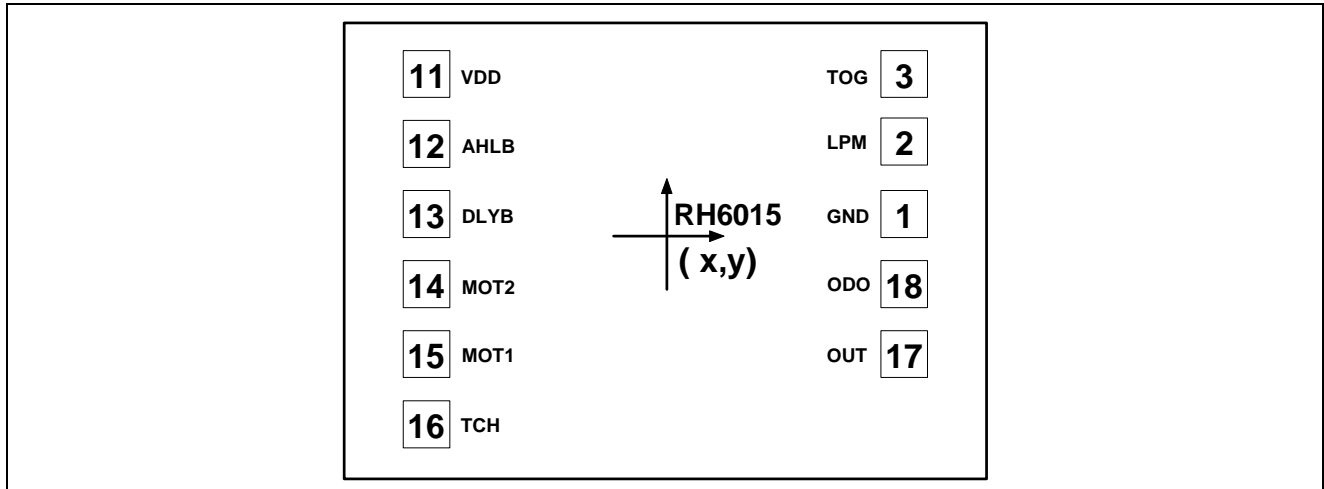 11 VDD TOG 3
12 AHLB LPM 2
13 DLYB RH6015 GND 1
( x,y)
14 MOT2 ODO 18
15 MOT1 OUT 17
16 TCH